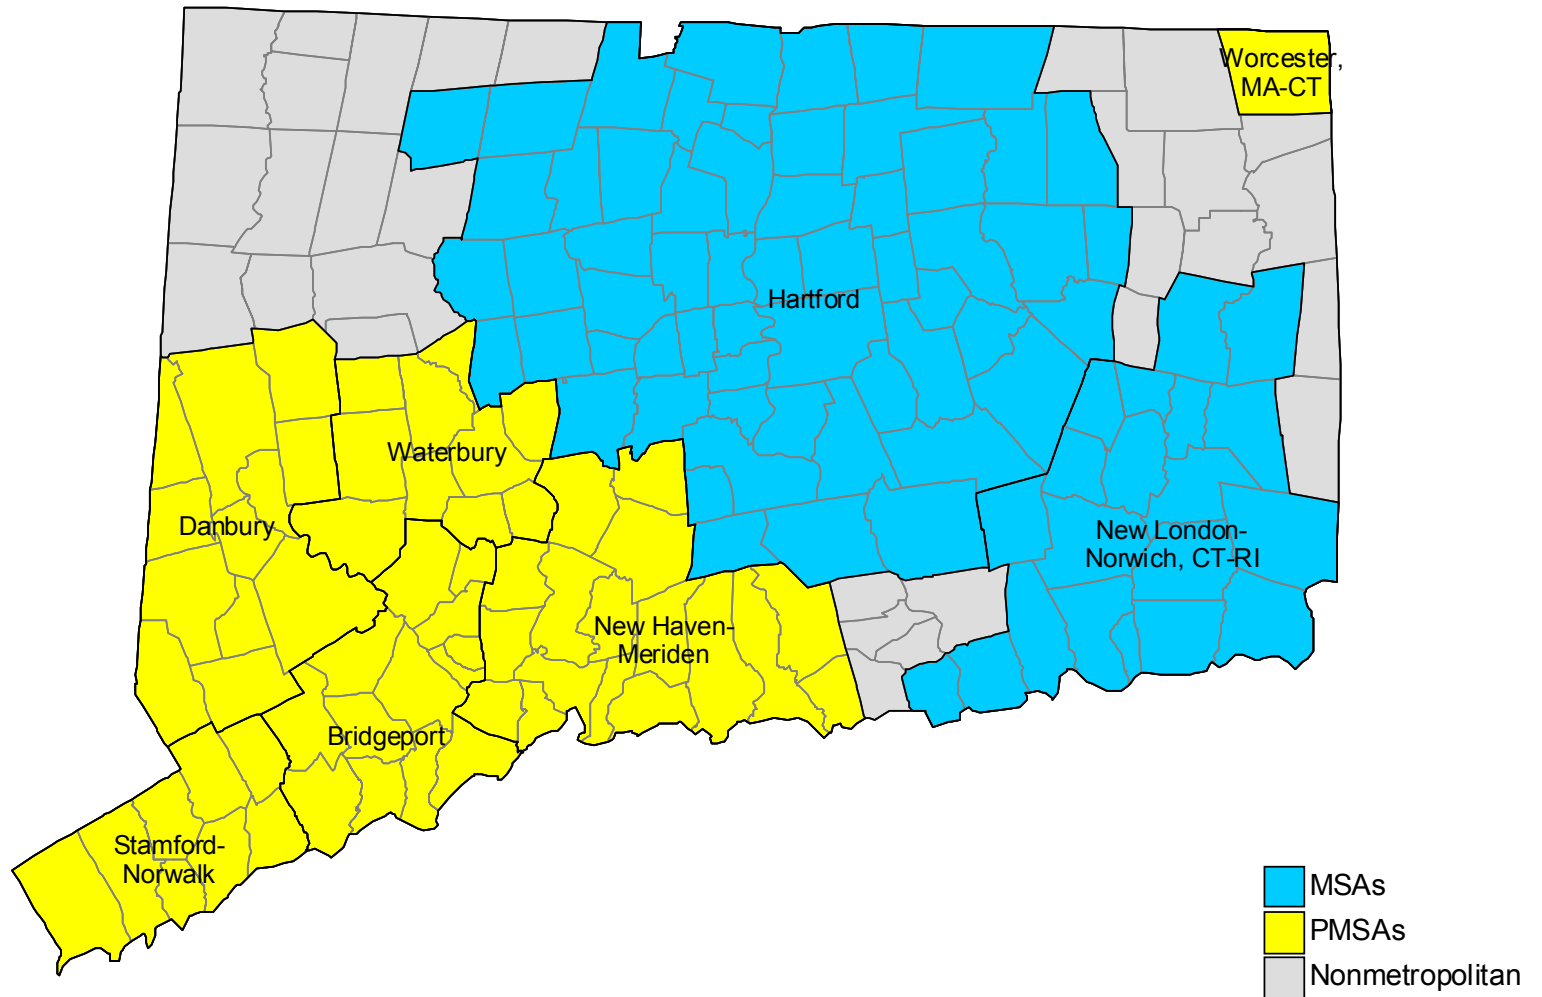 Worcester,
MA-CT
Hartford
Waterbury
Danbury
New London-
Norwich, CT-RI
New Haven-
Meriden
Bridgeport
Stamford-
Norwalk
MSAs
PMSAs
Nonmetropolitan